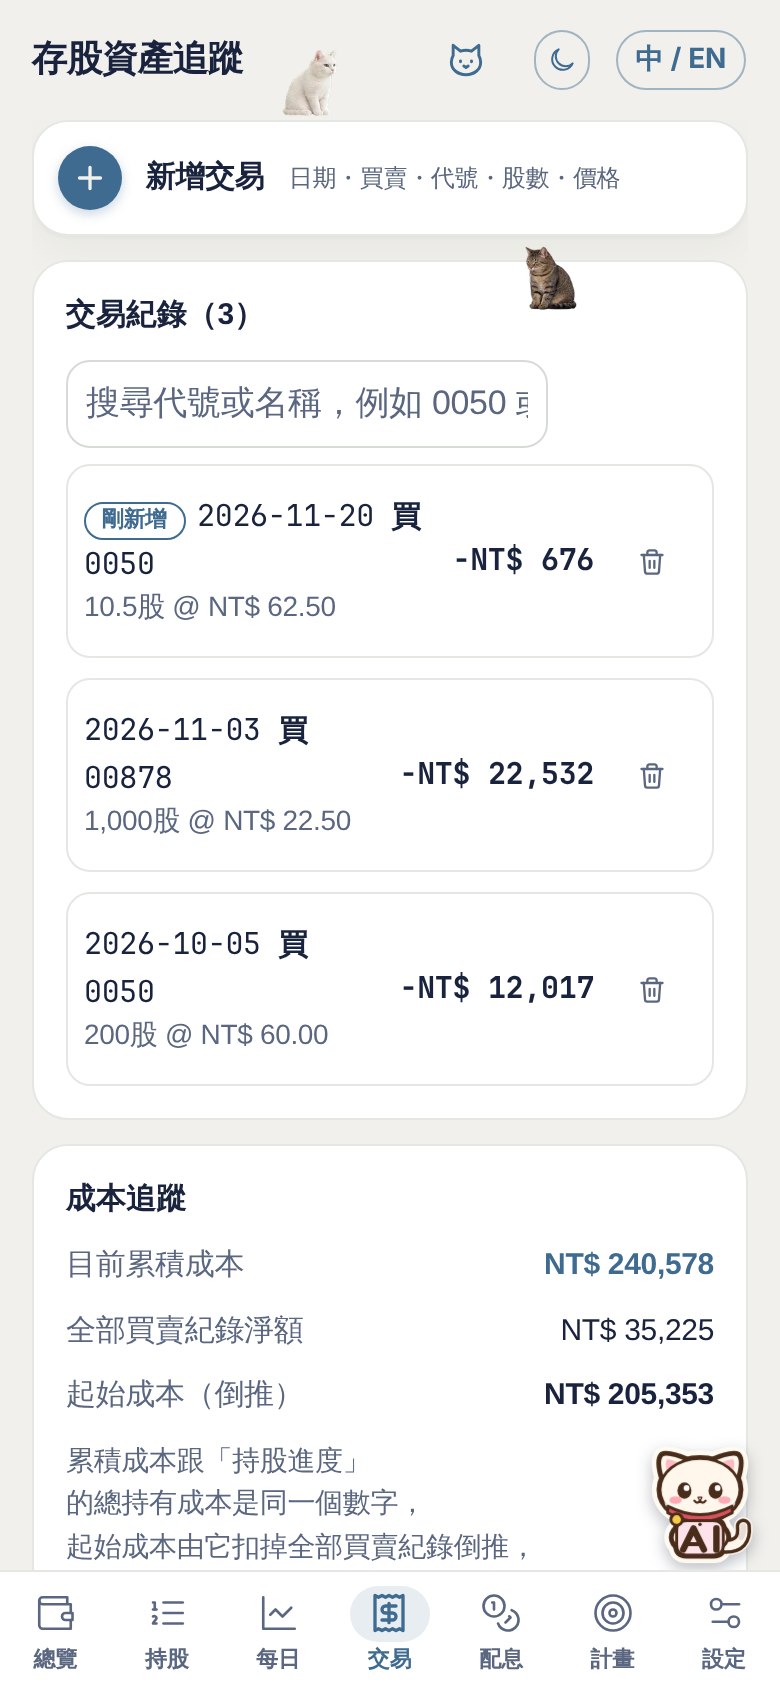 存股資產追蹤
中 / EN
新增交易 日期・買賣・代號・股數・價格
交易紀錄（3）
搜尋代號或名稱，例如 0050
剛新增 2026-11-20 買
0050
-NT$ 676
10.5股 @ NT$ 62.50
2026-11-03 買
00878
-NT$ 22,532
1,000股 @ NT$ 22.50
2026-10-05 買
0050
-NT$ 12,017
200股 @ NT$ 60.00
成本追蹤
目前累積成本 NT$ 240,578
全部買賣紀錄淨額 NT$ 35,225
起始成本（倒推） NT$ 205,353
累積成本跟「持股進度」
的總持有成本是同一個數字，
起始成本由它扣掉全部買賣紀錄倒推，
AI
總覽 持股 每日 交易 配息 計畫 設定